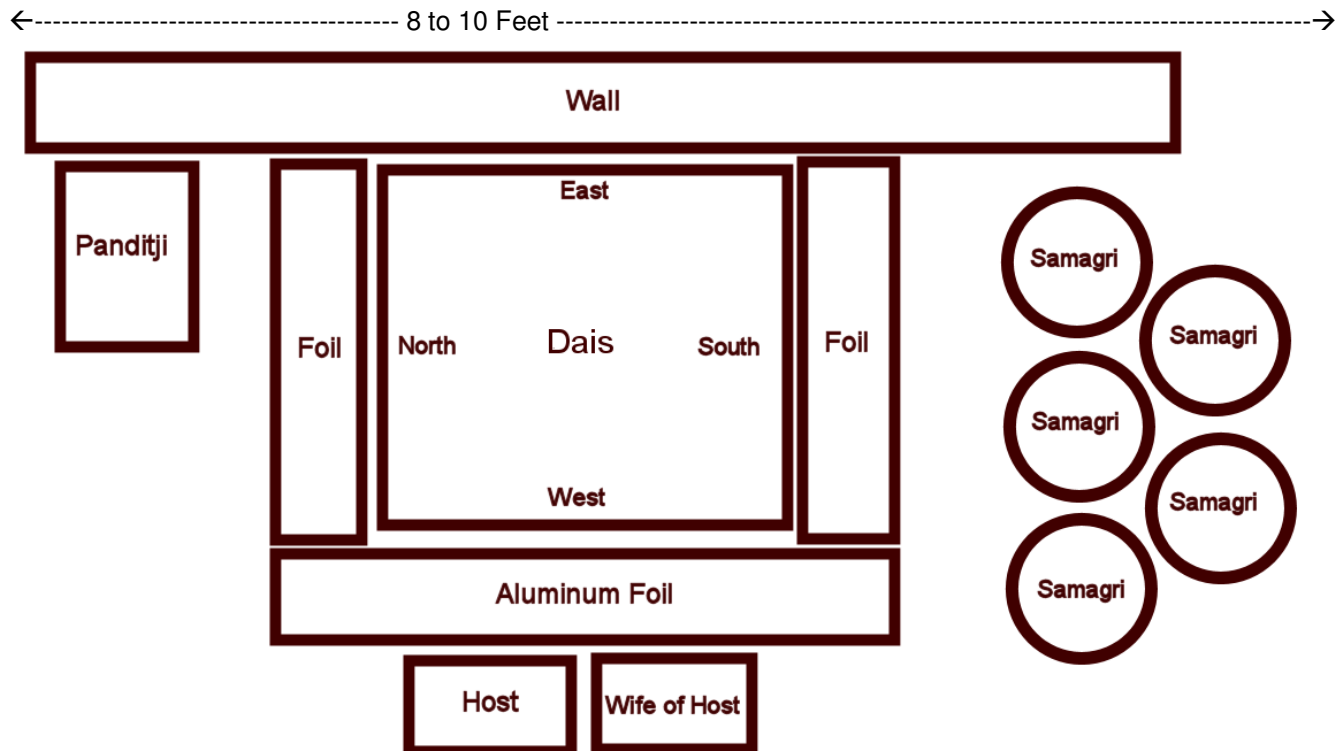 8 to 10 Feet
Wall
East
Panditji
Samagri
Samagri
Foil
North
Dais
South
Foil
Samagri
West
Samagri
Aluminum Foil
Samagri
Host
Wife of Host